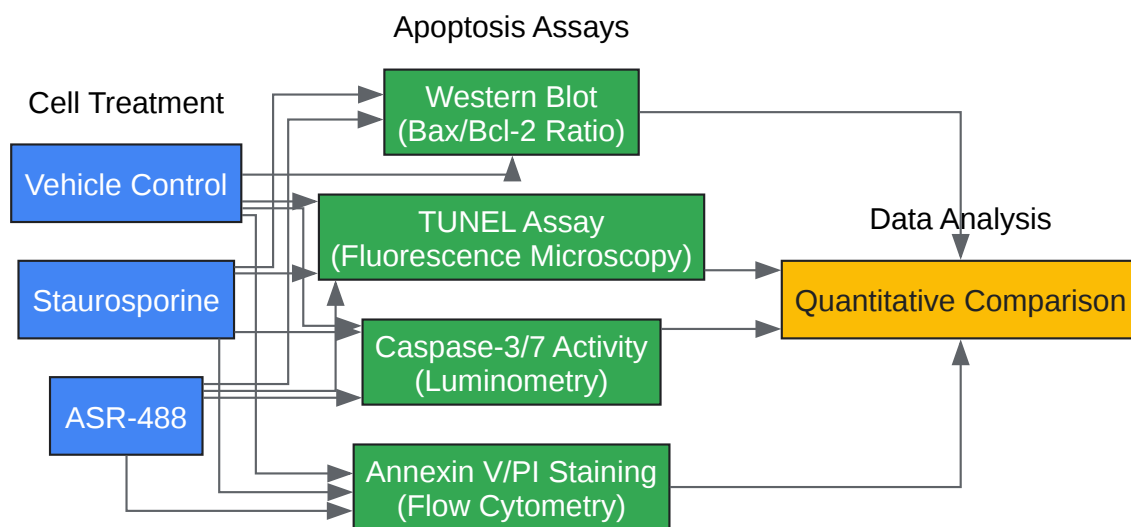 Apoptosis Assays
Cell Treatment
Western Blot
(Bax/Bcl-2 Ratio)
Vehicle Control
TUNEL Assay
(Fluorescence Microscopy)
Data Analysis
Staurosporine
Quantitative Comparison
Caspase-3/7 Activity
(Luminometry)
ASR-488
Annexin V/PI Staining
(Flow Cytometry)